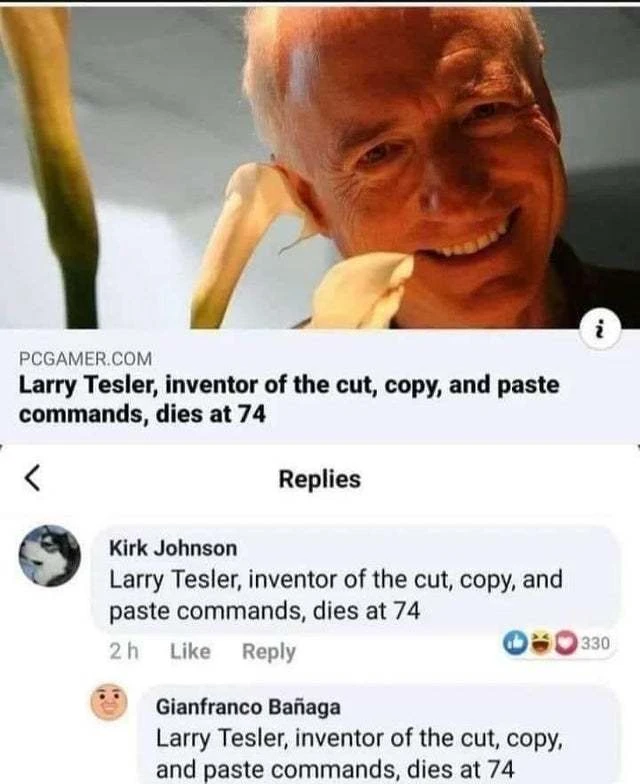 i
PCGAMER.COM
Larry Tesler, inventor of the cut, copy, and paste
commands, dies at 74
Replies
Kirk Johnson
Larry Tesler, inventor of the cut, copy, and
paste commands, dies at 74
2 h Like Reply 330
Gianfranco Bañaga
Larry Tesler, inventor of the cut, copy,
and paste commands, dies at 74